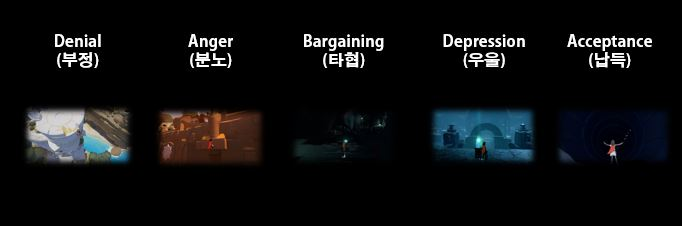 Denial
(부정)
Anger
(분노)
Bargaining
(타협)
Depression
(우울)
Acceptance
(납득)